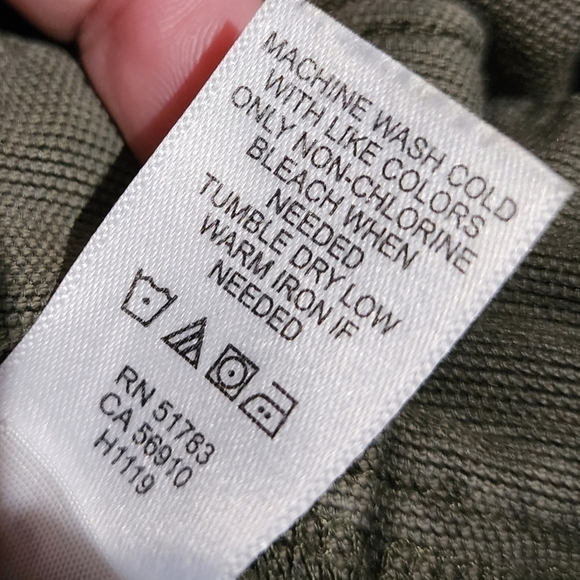 MACHINE WASH COLD
WITH LIKE COLORS
ONLY NON-CHLORINE
BLEACH WHEN
NEEDED
TUMBLE DRY LOW
WARM IRON IF
NEEDED
RN 51783
CA 56910
H1119